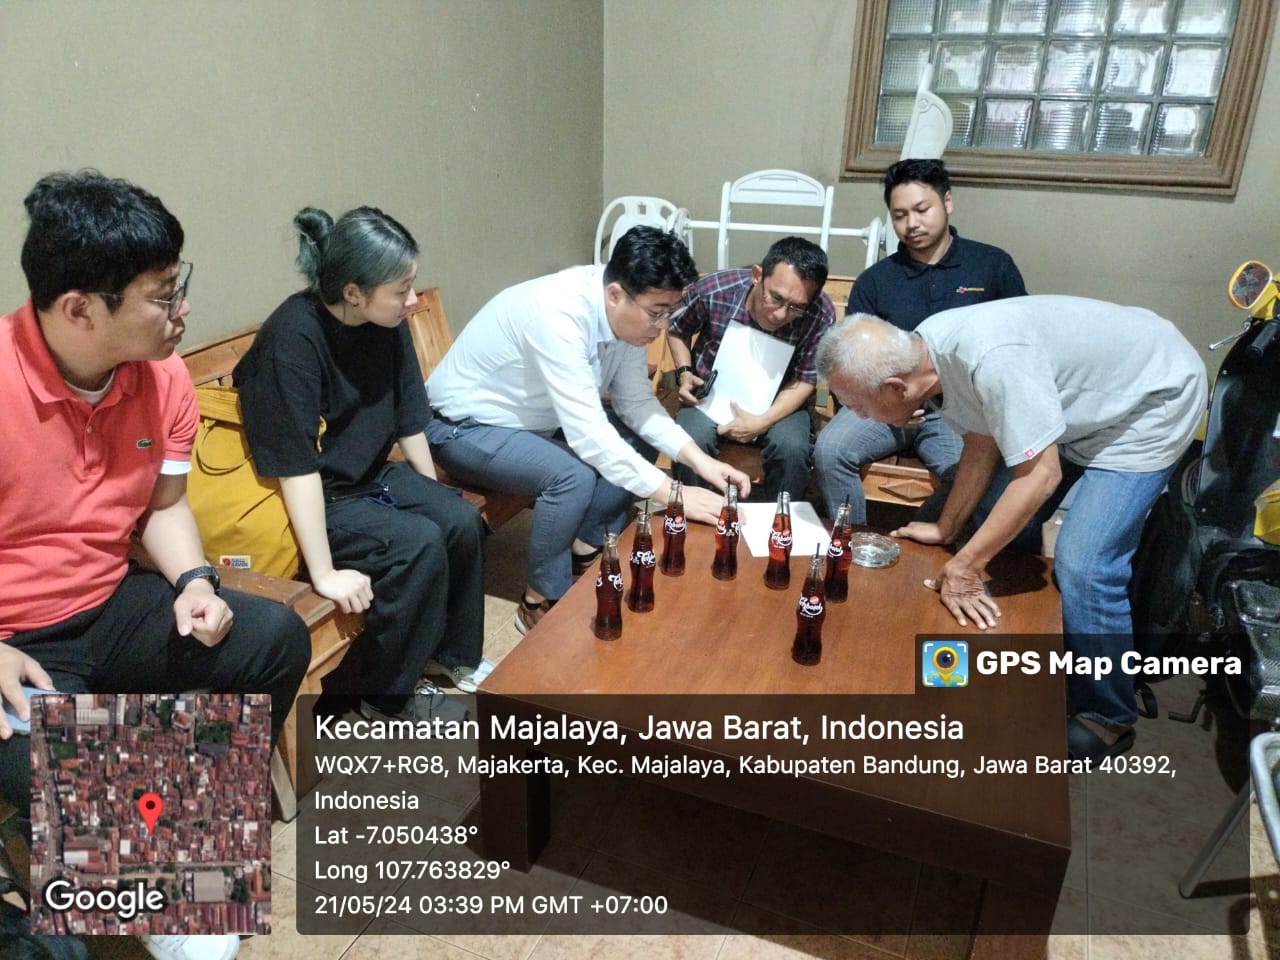 GPS Map Camera
Kecamatan Majalaya, Jawa Barat, Indonesia
WQX7+RG8, Majakerta, Kec. Majalaya, Kabupaten Bandung, Jawa Barat 40392,
Indonesia
Lat -7.050438°
Long 107.763829°
21/05/24 03:39 PM GMT +07:00
Google